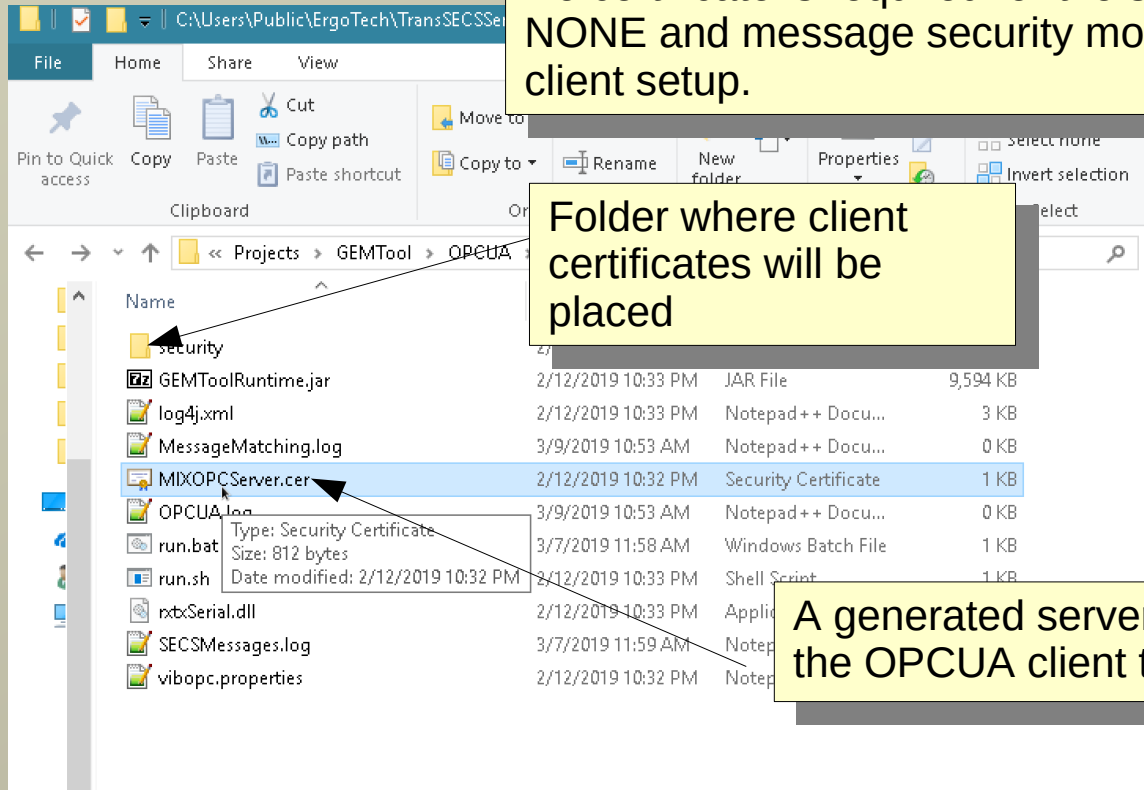 C:\Users\Public\ErgoTech\TransSECSSer
NONE and message security mo
client setup.
File Home Share View
Cut
Copy path
Paste shortcut
Move to
Copy to
Rename
New folder
Properties
Select none
Invert selection
Pin to Quick access
Copy
Paste
Clipboard
Or
elect
Folder where client
certificates will be
placed
« Projects > GEMTool > OPCUA >
Name
security
GEMToolRuntime.jar 2/12/2019 10:33 PM JAR File 9,594 KB
log4j.xml 2/12/2019 10:33 PM Notepad++ Docu... 3 KB
MessageMatching.log 3/9/2019 10:53 AM Notepad++ Docu... 0 KB
MIXOPCServer.cer 2/12/2019 10:32 PM Security Certificate 1 KB
OPCUA.log 3/9/2019 10:53 AM Notepad++ Docu... 0 KB
Type: Security Certificate
Size: 812 bytes
Date modified: 2/12/2019 10:32 PM
run.bat 3/7/2019 11:58 AM Windows Batch File 1 KB
run.sh 2/12/2019 10:33 PM Shell Script 1 KB
rxtxSerial.dll 2/12/2019 10:33 PM Applic
SECSMessages.log 3/7/2019 11:59 AM Notep
vibopc.properties 2/12/2019 10:32 PM Notep
A generated server
the OPCUA client t